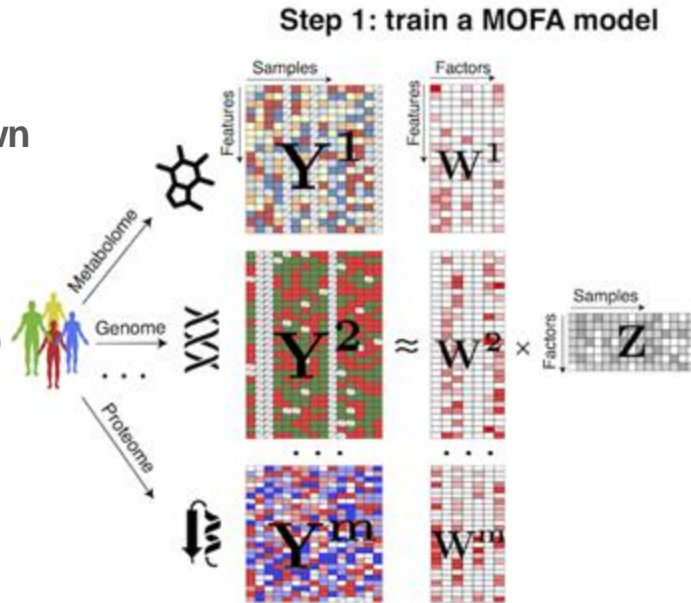 Step 1: train a MOFA model
Samples
Factors
Features
Features
Y1
W1
vn
Metabolome
Genome
. . .
Proteome
Y2
≈
W2
×
Samples
Factors
Z
. . .
. . .
Ym
Wm